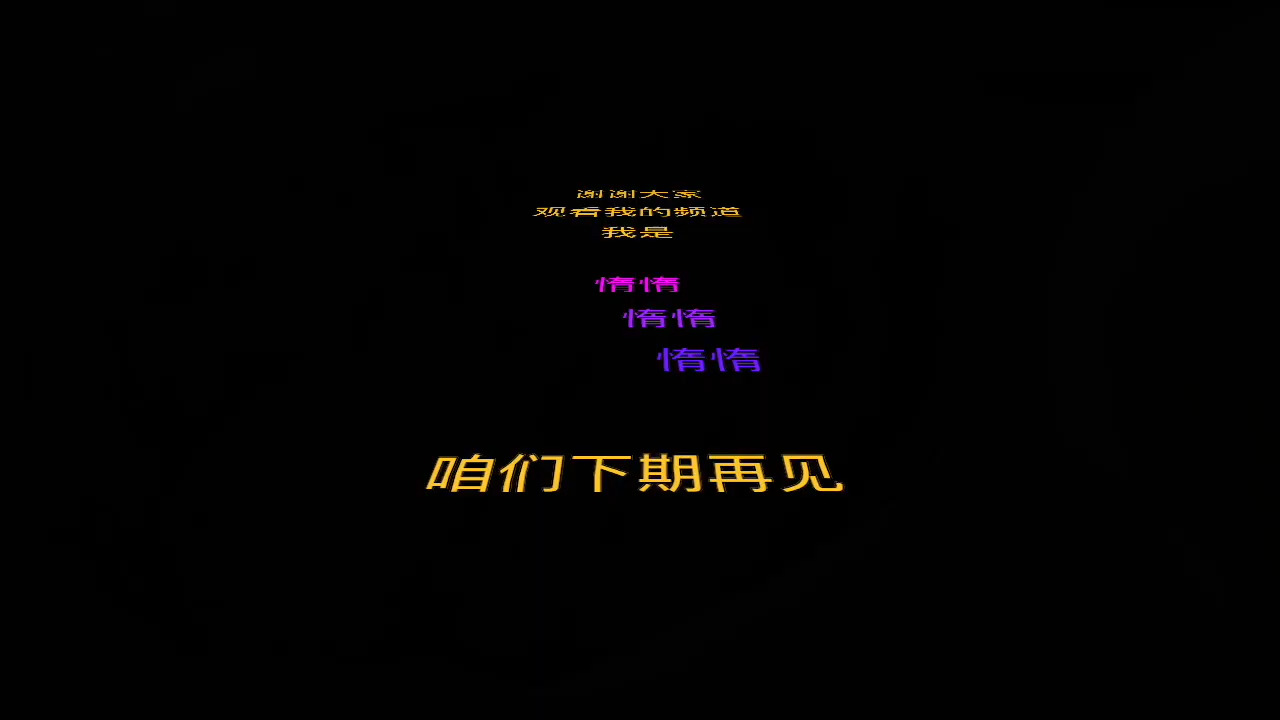 谢谢大家
观看我的频道
我是
惰惰
惰惰
惰惰
咱们下期再见